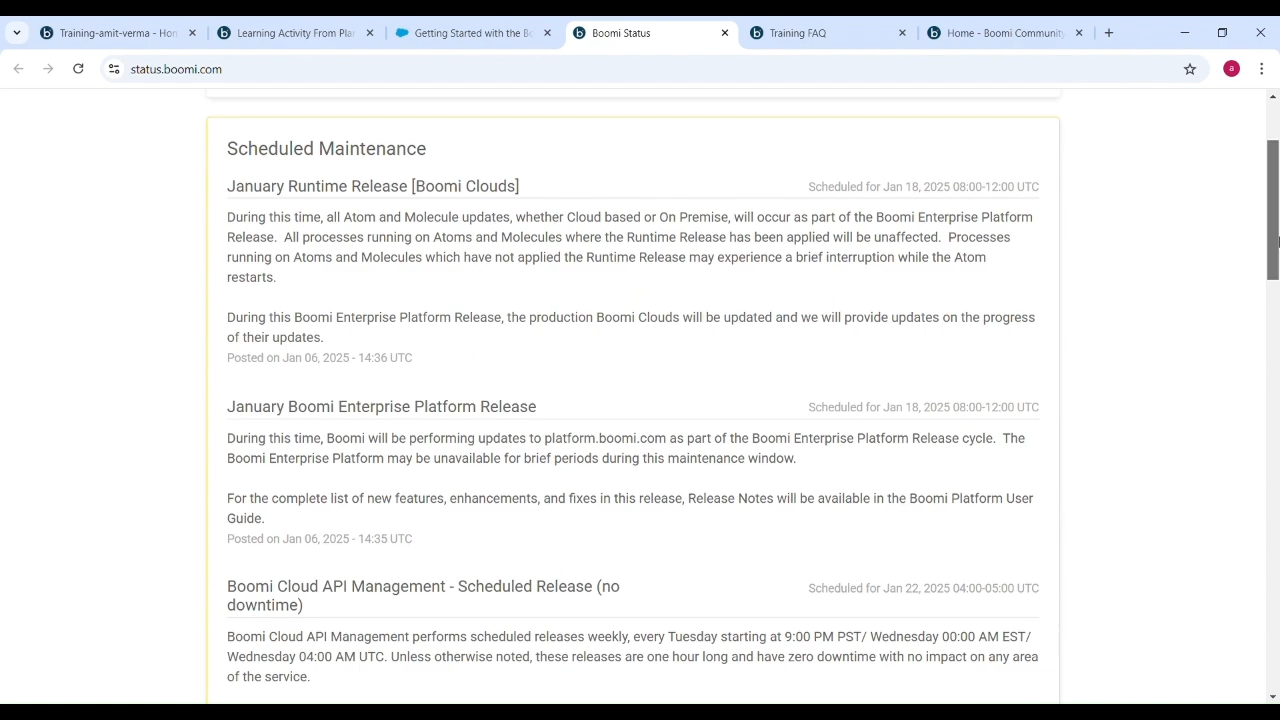 Training-amit-verma - Hon
Learning Activity From Plat
Getting Started with the Bo
Boomi Status
Training FAQ
Home - Boomi Community
status.boomi.com
a
Scheduled Maintenance
January Runtime Release [Boomi Clouds]
Scheduled for Jan 18, 2025 08:00-12:00 UTC
During this time, all Atom and Molecule updates, whether Cloud based or On Premise, will occur as part of the Boomi Enterprise Platform
Release. All processes running on Atoms and Molecules where the Runtime Release has been applied will be unaffected. Processes
running on Atoms and Molecules which have not applied the Runtime Release may experience a brief interruption while the Atom
restarts.
During this Boomi Enterprise Platform Release, the production Boomi Clouds will be updated and we will provide updates on the progress
of their updates.
Posted on Jan 06, 2025 - 14:36 UTC
January Boomi Enterprise Platform Release
Scheduled for Jan 18, 2025 08:00-12:00 UTC
During this time, Boomi will be performing updates to platform.boomi.com as part of the Boomi Enterprise Platform Release cycle. The
Boomi Enterprise Platform may be unavailable for brief periods during this maintenance window.
For the complete list of new features, enhancements, and fixes in this release, Release Notes will be available in the Boomi Platform User
Guide.
Posted on Jan 06, 2025 - 14:35 UTC
Boomi Cloud API Management - Scheduled Release (no
downtime)
Scheduled for Jan 22, 2025 04:00-05:00 UTC
Boomi Cloud API Management performs scheduled releases weekly, every Tuesday starting at 9:00 PM PST/ Wednesday 00:00 AM EST/
Wednesday 04:00 AM UTC. Unless otherwise noted, these releases are one hour long and have zero downtime with no impact on any area
of the service.